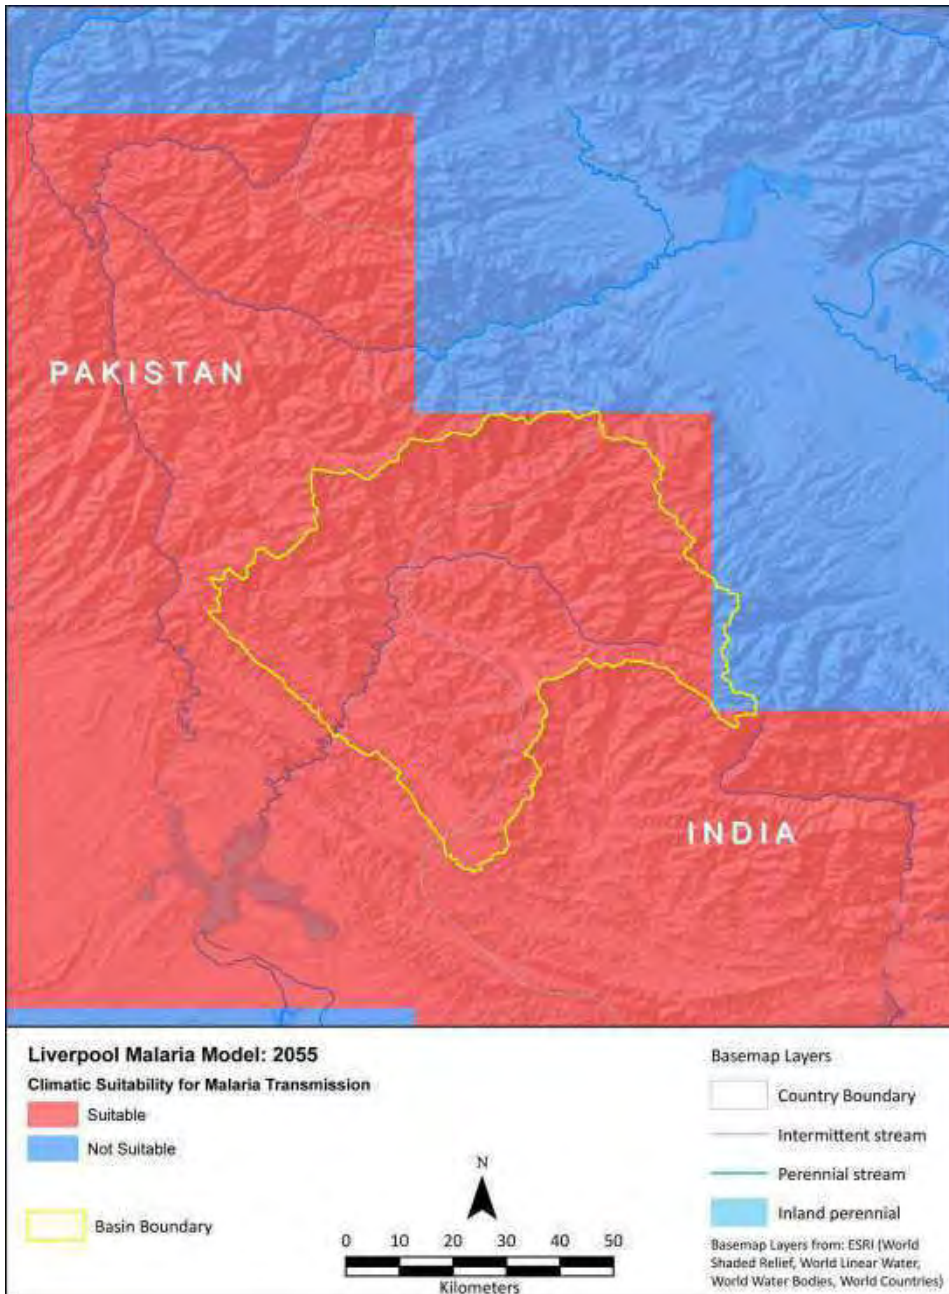 PAKISTAN
INDIA
Liverpool Malaria Model: 2055
Climatic Suitability for Malaria Transmission
Suitable
Not Suitable
Basin Boundary
N
0 10 20 30 40 50
Kilometers
Basemap Layers
Country Boundary
Intermittent stream
Perennial stream
Inland perennial
Basemap Layers from: ESRI (World
Shaded Relief, World Linear Water,
World Water Bodies, World Countries)